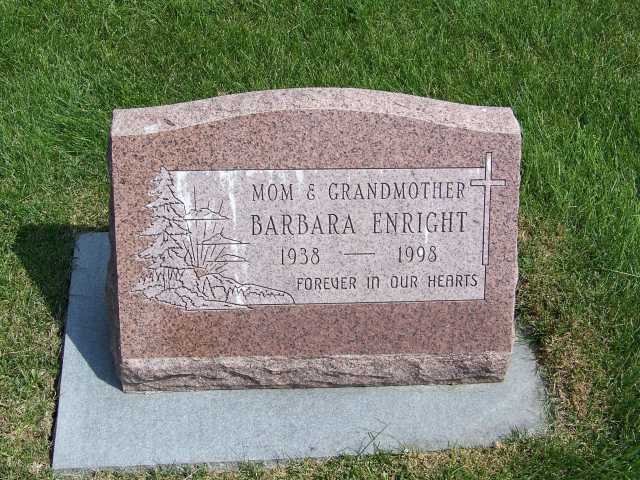 MOM & GRANDMOTHER
BARBARA ENRIGHT
1938 — 1998
FOREVER IN OUR HEARTS